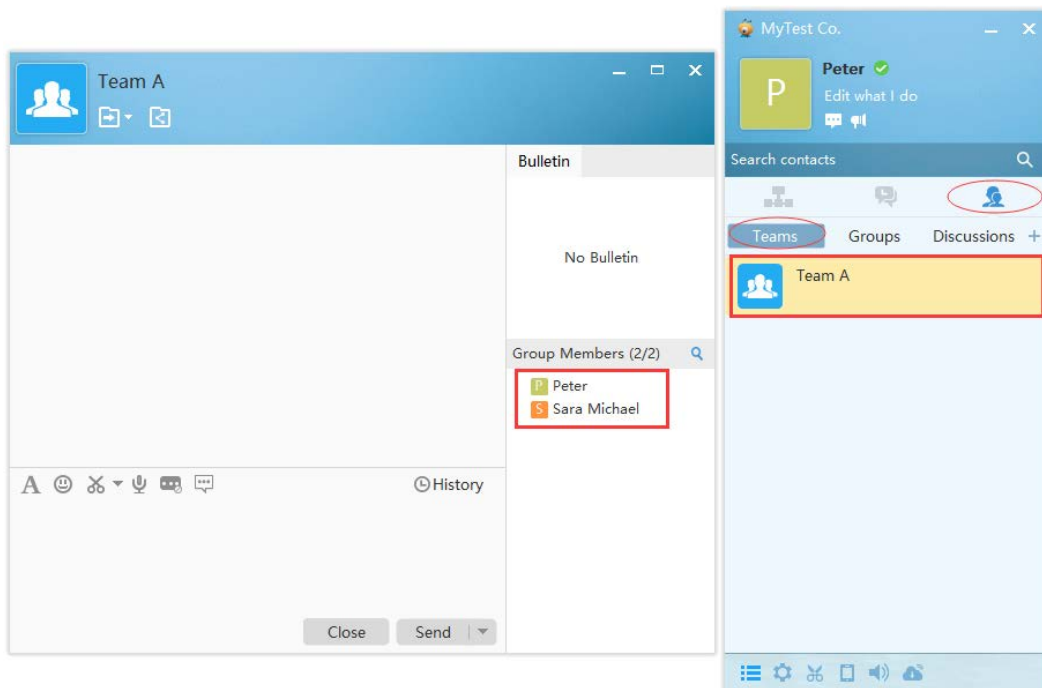 Team A
Bulletin
No Bulletin
Group Members (2/2)
P Peter
S Sara Michael
A
History
Close
Send
MyTest Co.
P
Peter
Edit what I do
Search contacts
Teams Groups Discussions +
Team A